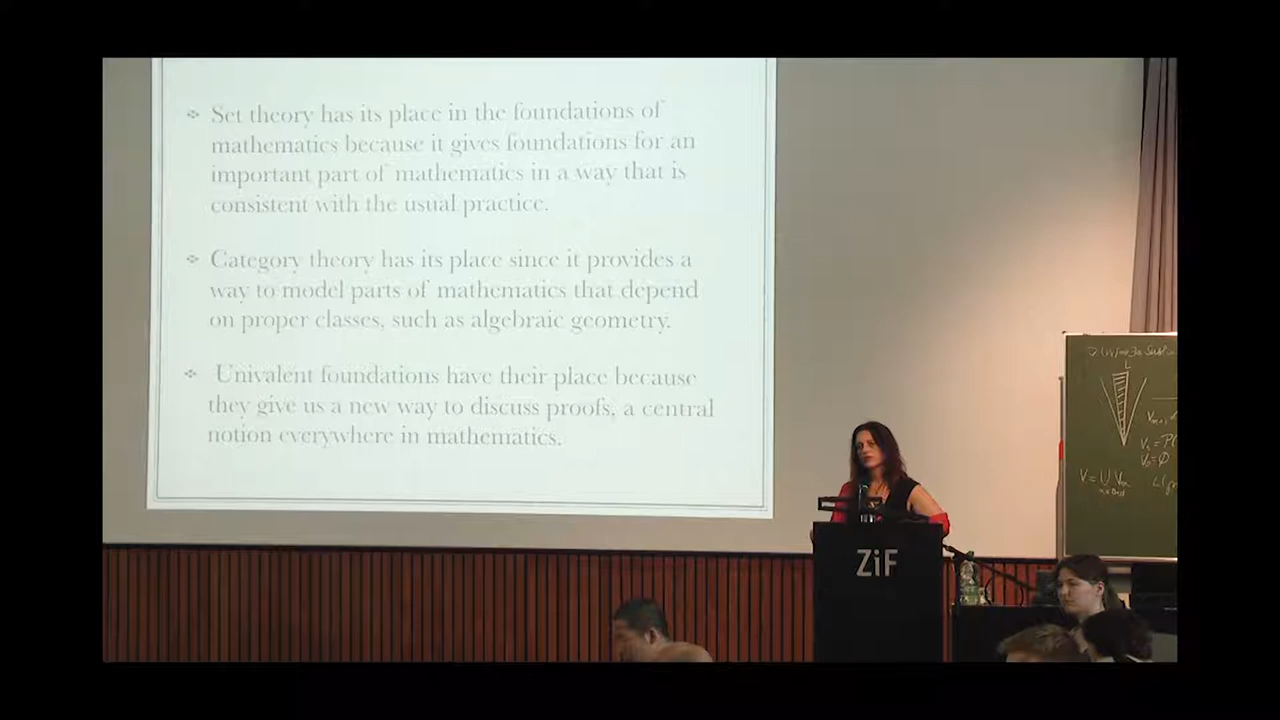 ❖ Set theory has its place in the foundations of
mathematics because it gives foundations for an
important part of mathematics in a way that is
consistent with the usual practice.
❖ Category theory has its place since it provides a
way to model parts of mathematics that depend
on proper classes, such as algebraic geometry.
❖ Univalent foundations have their place because
they give us a new way to discuss proofs, a central
notion everywhere in mathematics.
ZiF
L
V₀=∅